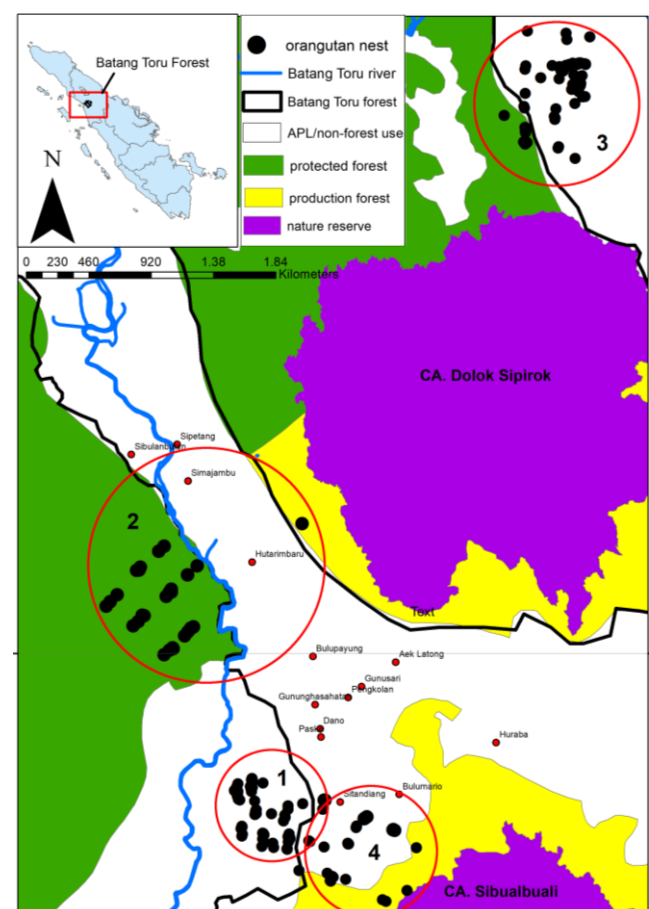 Batang Toru Forest
N
orangutan nest
Batang Toru river
Batang Toru forest
APL/non-forest use
protected forest
production forest
nature reserve
0 230 460 920 1.38 1.84
Kilometers
3
CA. Dolok Sipirok
Sipetang
Simajambu
2
Hutarimbaru
Text
Bulupayung
Aek Latong
Gunusari
Pengkolan
Gununghasahatan
Dano
Huraba
1
Sitandiang
Bulumario
4
CA. Sibualbuali